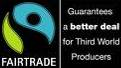 Guarantees
a better deal
for Third World
Producers
FAIRTRADE